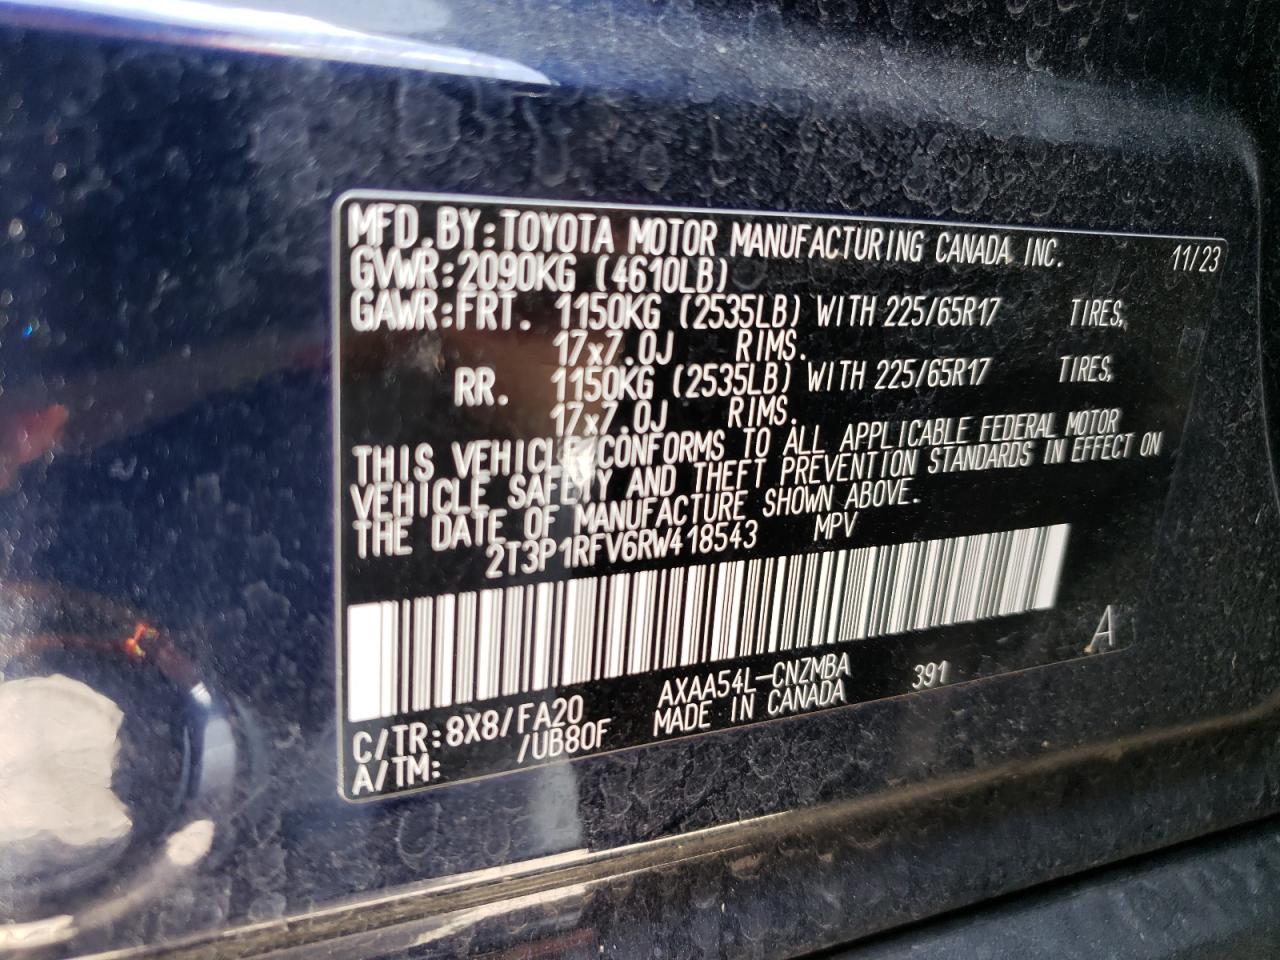 MFD.BY:TOYOTA MOTOR MANUFACTURING CANADA INC. 11/23
GVWR:2090KG (4610LB)
GAWR:FRT. 1150KG (2535LB) WITH 225/65R17 TIRES,
17x7.0J RIMS.
RR. 1150KG (2535LB) WITH 225/65R17 TIRES,
17x7.0J RIMS.
THIS VEHICLE CONFORMS TO ALL APPLICABLE FEDERAL MOTOR
VEHICLE SAFETY AND THEFT PREVENTION STANDARDS IN EFFECT ON
THE DATE OF MANUFACTURE SHOWN ABOVE.
2T3P1RFV6RW418543 MPV
A
C/TR:8X8/FA20 AXAA54L-CNZMBA 391
A/TM: /UB80F MADE IN CANADA